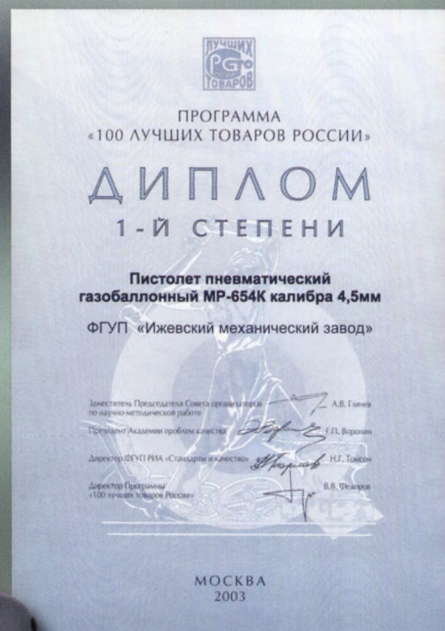 ЛУЧШИХ
ТОВАРОВ
ПРОГРАММА
«100 ЛУЧШИХ ТОВАРОВ РОССИИ»
ДИПЛОМ
1-Й СТЕПЕНИ
Пистолет пневматический
газобаллонный МР-654К калибра 4,5мм
ФГУП «Ижевский механический завод»
Заместитель Председателя Совета организаторов А.В. Гличев
по научно-методической работе
Президент Академии проблем качества Г.П. Воронин
Директор ФГУП РИА «Стандарты и качество» Н.Г. Томсон
Директор Программы В.В. Федоров
«100 лучших товаров России»
МОСКВА
2003